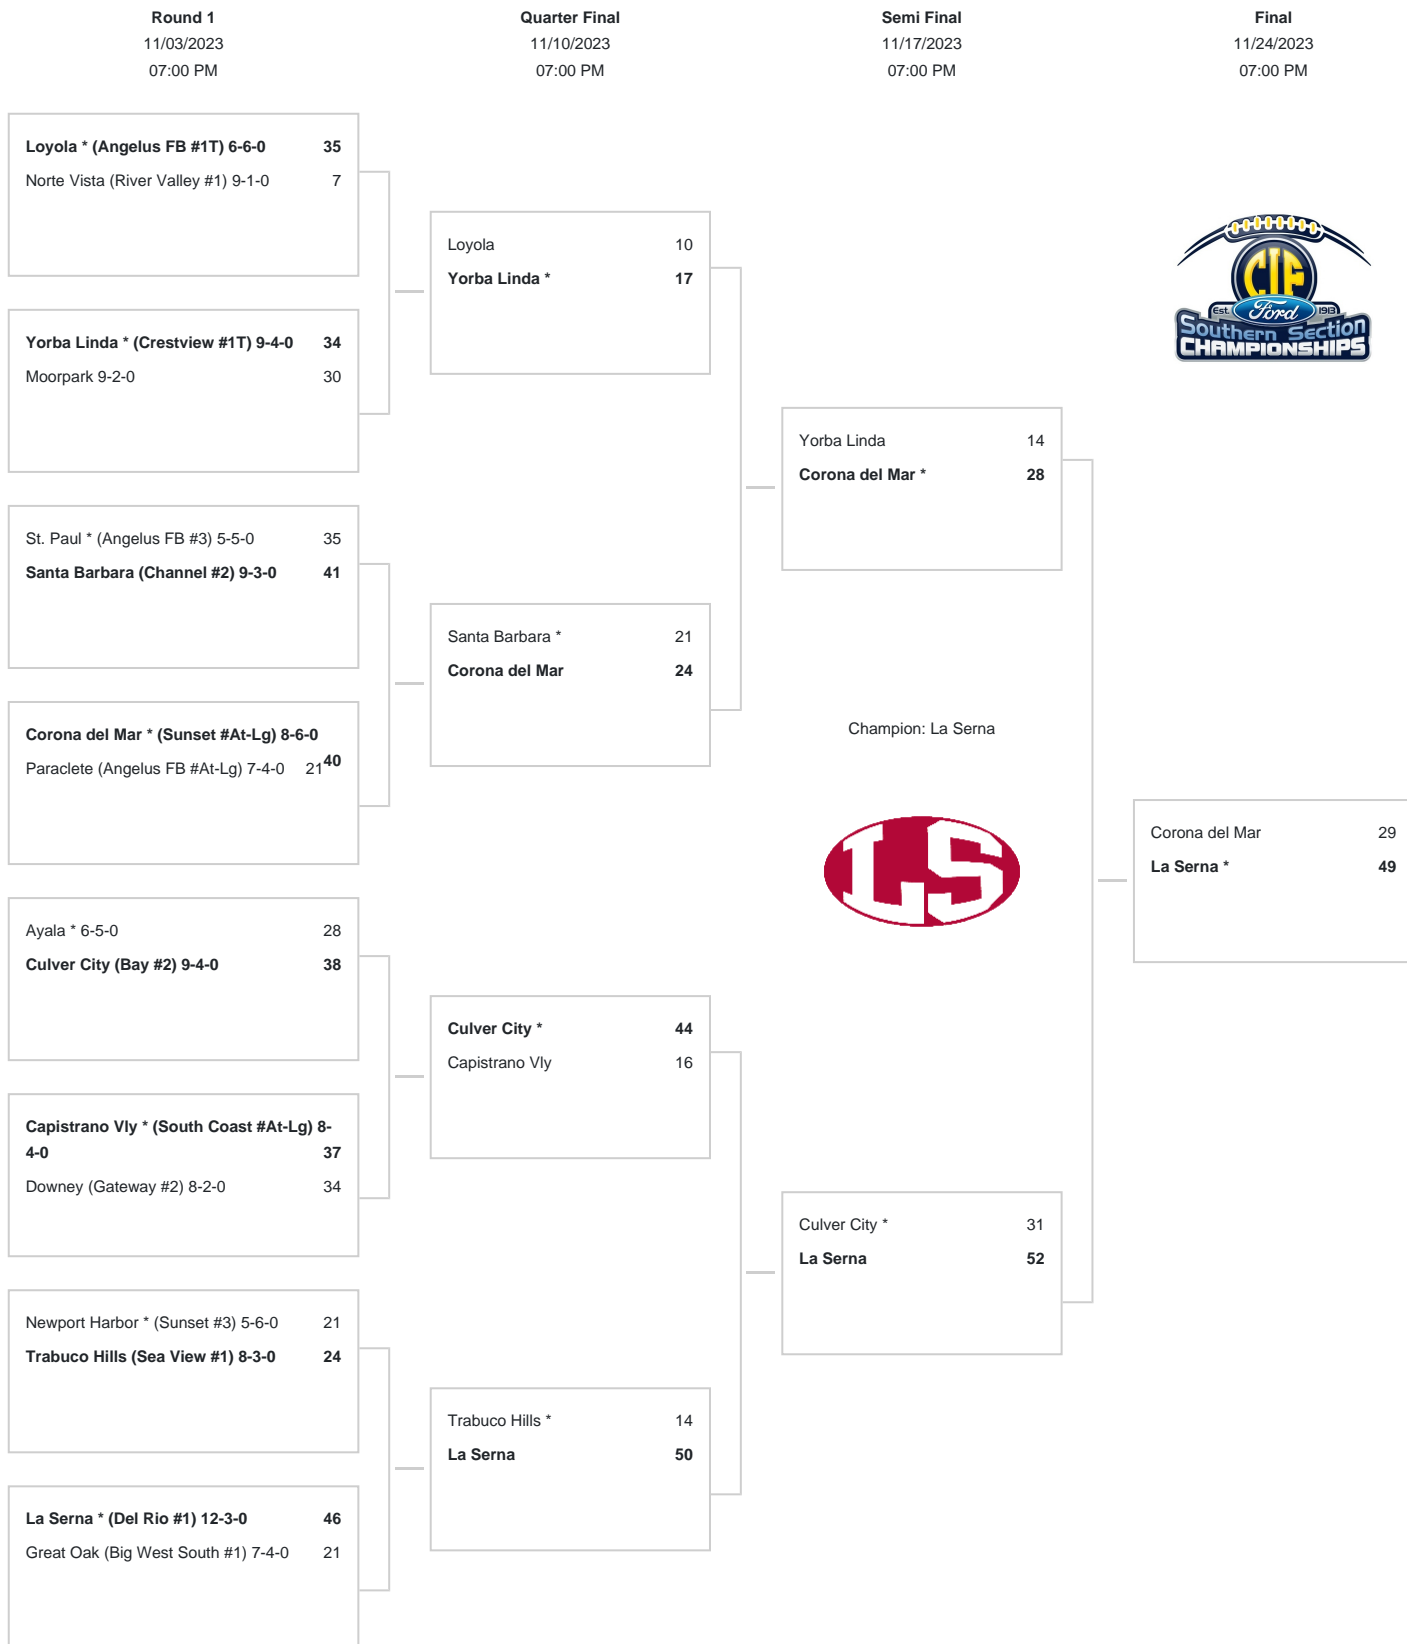 Round 1
11/03/2023
07:00 PM
Quarter Final
11/10/2023
07:00 PM
Semi Final
11/17/2023
07:00 PM
Final
11/24/2023
07:00 PM
Loyola * (Angelus FB #1T) 6-6-0 35
Norte Vista (River Valley #1) 9-1-0 7
Yorba Linda * (Crestview #1T) 9-4-0 34
Moorpark 9-2-0 30
St. Paul * (Angelus FB #3) 5-5-0 35
Santa Barbara (Channel #2) 9-3-0 41
Corona del Mar * (Sunset #At-Lg) 8-6-0
40
Paraclete (Angelus FB #At-Lg) 7-4-0 21
Ayala * 6-5-0 28
Culver City (Bay #2) 9-4-0 38
Capistrano Vly * (South Coast #At-Lg) 8-
4-0 37
Downey (Gateway #2) 8-2-0 34
Newport Harbor * (Sunset #3) 5-6-0 21
Trabuco Hills (Sea View #1) 8-3-0 24
La Serna * (Del Rio #1) 12-3-0 46
Great Oak (Big West South #1) 7-4-0 21
Loyola 10
Yorba Linda * 17
Santa Barbara * 21
Corona del Mar 24
Culver City * 44
Capistrano Vly 16
Trabuco Hills * 14
La Serna 50
Yorba Linda 14
Corona del Mar * 28
Champion: La Serna
LS
Culver City * 31
La Serna 52
CIF
Est. Ford 1913
Southern Section
CHAMPIONSHIPS
Corona del Mar 29
La Serna * 49